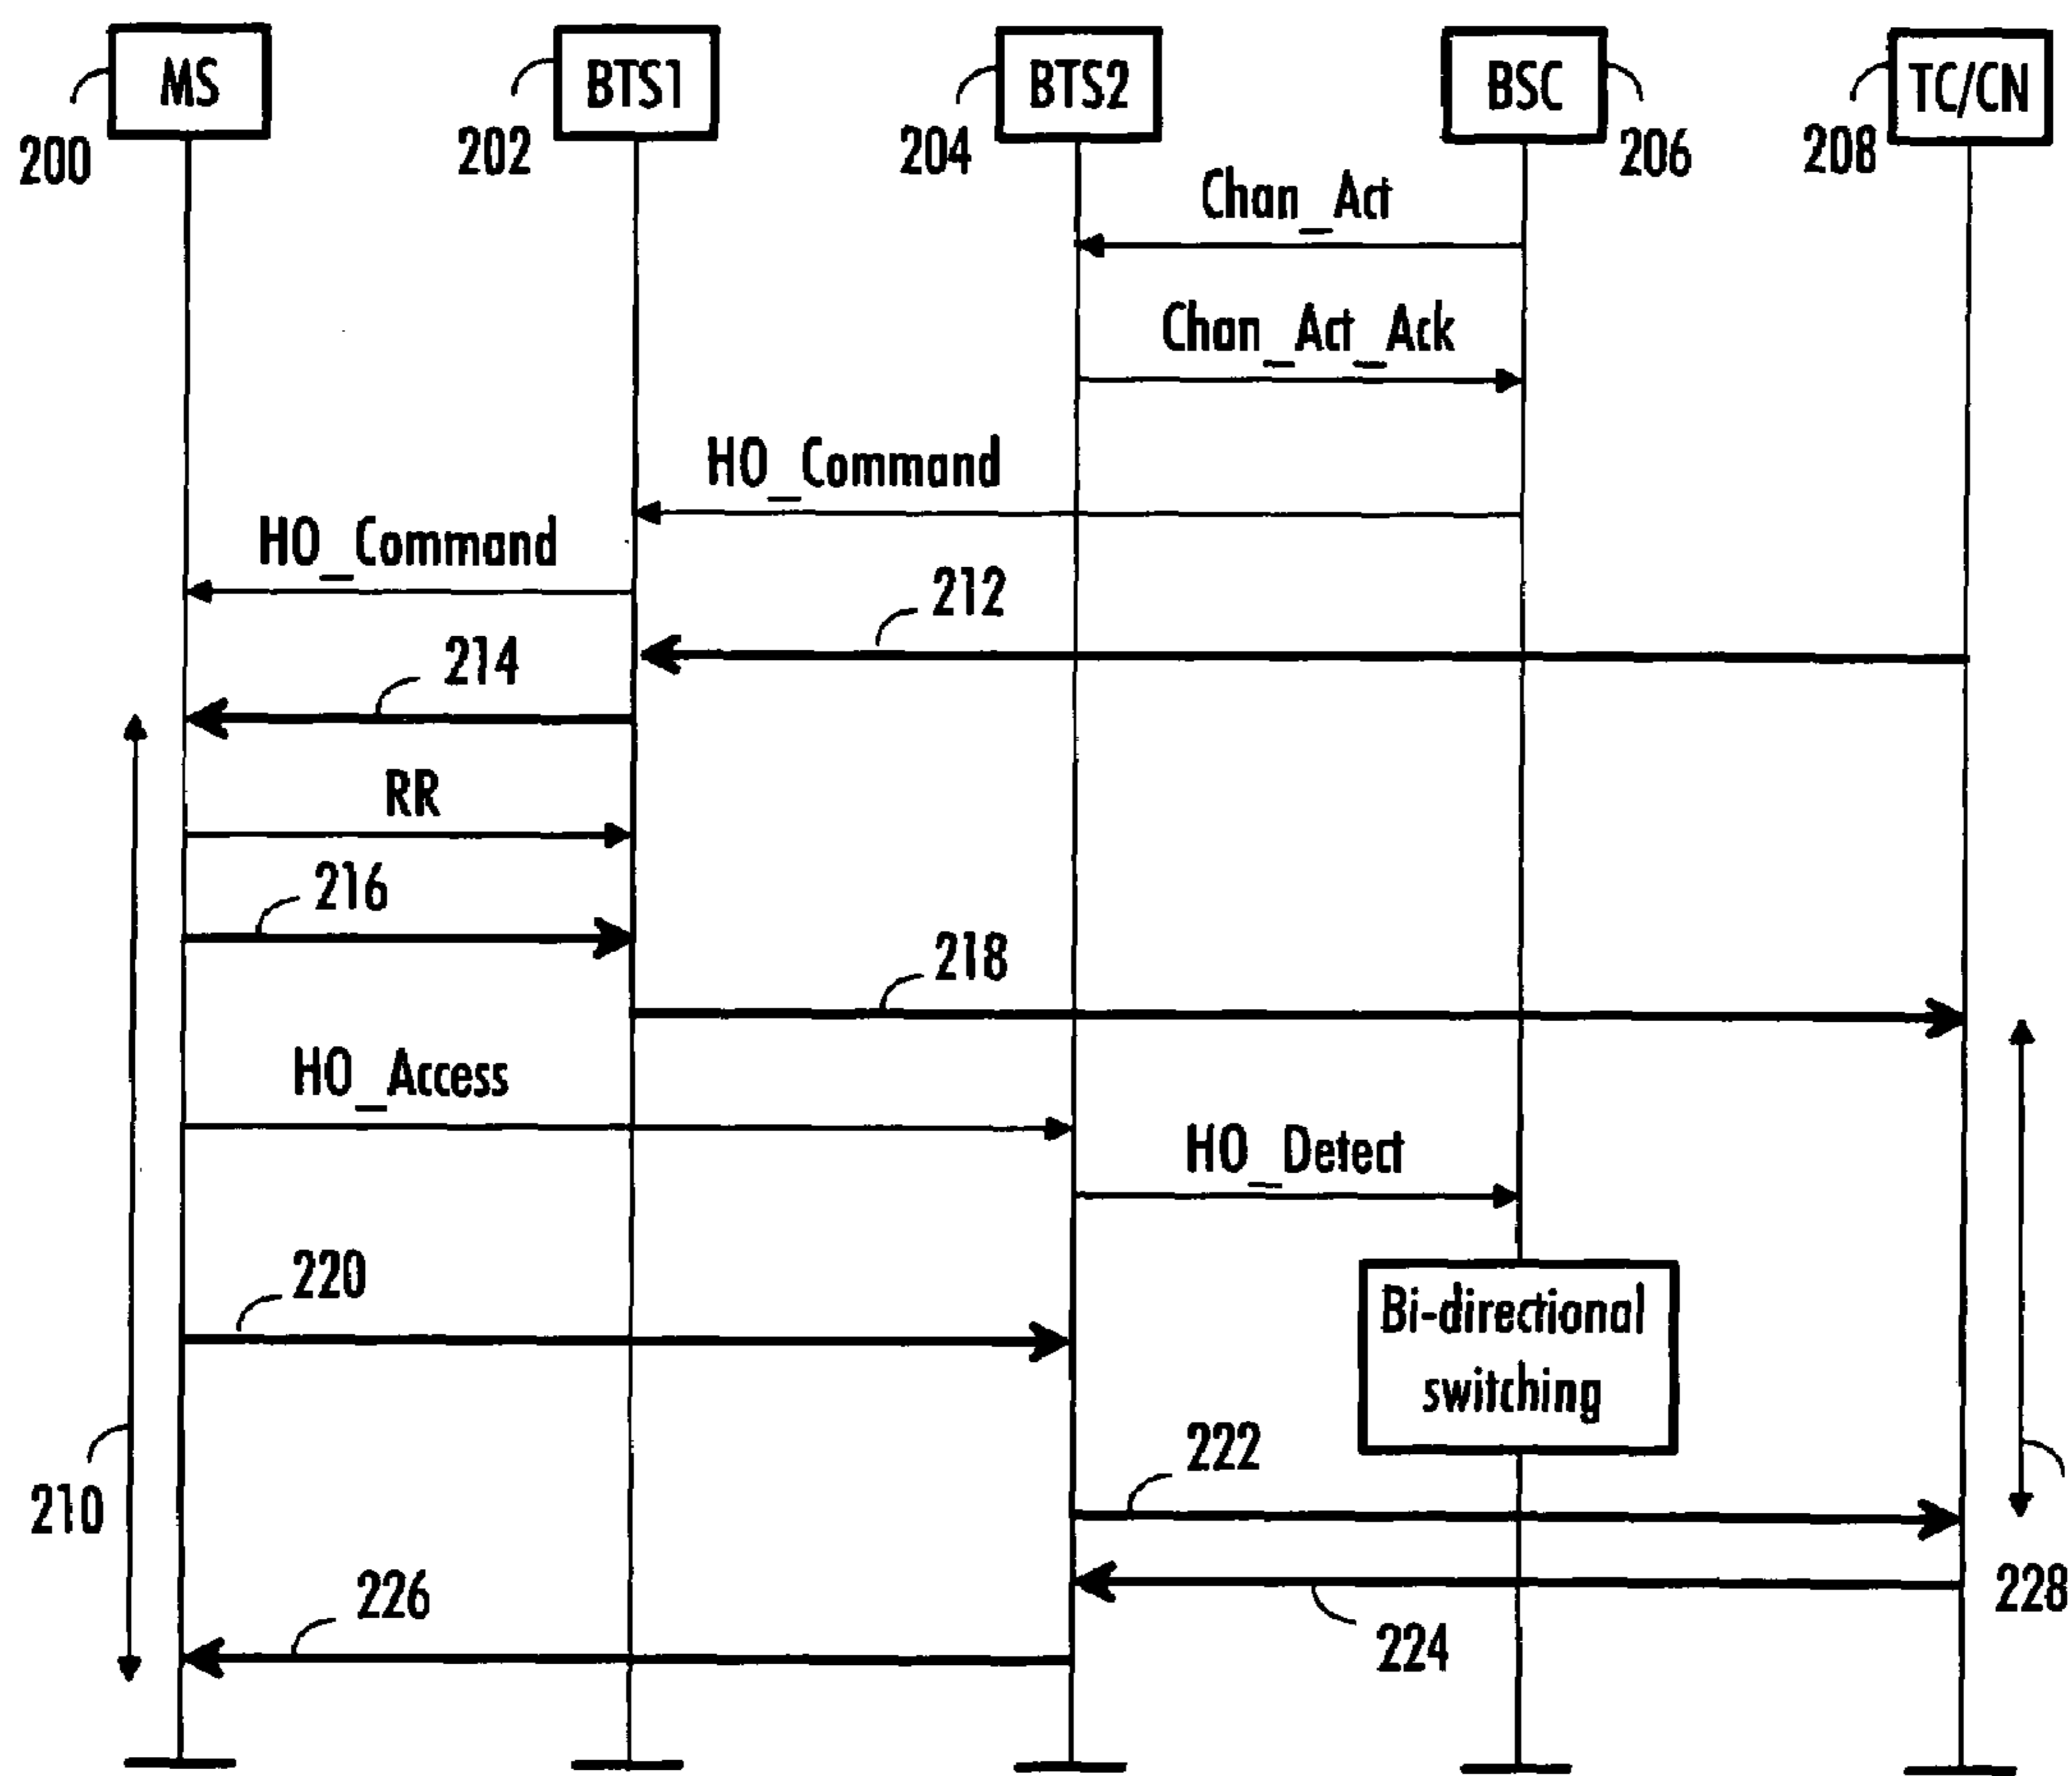 MS
BTS1
BTS2
BSC
TC/CN
200
202
204
206
208
Chan_Act
Chan_Act_Ack
HO_Command
HO_Command
212
214
RR
216
218
HO_Access
HO_Detect
220
Bi-directional
switching
222
210
226
224
228